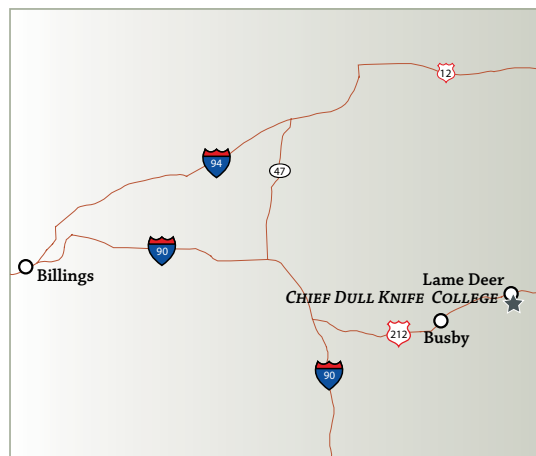 12
94
47
90
Billings
Lame Deer
CHIEF DULL KNIFE COLLEGE
212
Busby
90